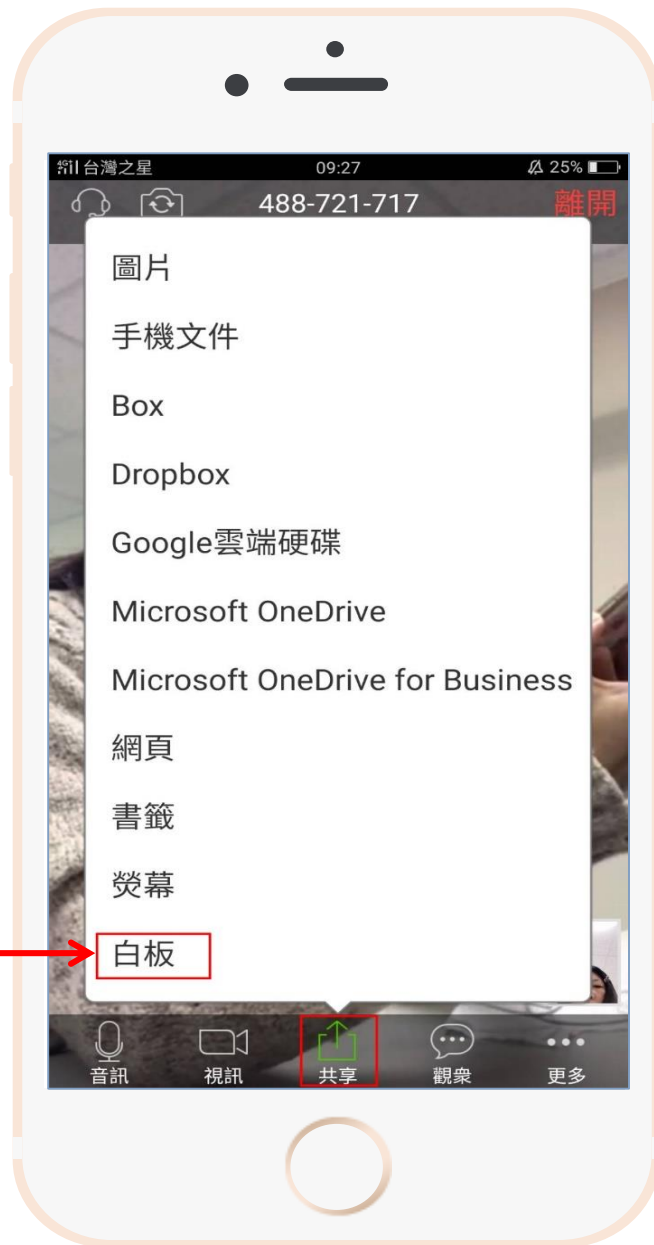 4G 台灣之星 09:27 25%
488-721-717 離開
圖片
手機文件
Box
Dropbox
Google雲端硬碟
Microsoft OneDrive
Microsoft OneDrive for Business
網頁
書籤
熒幕
白板
音訊 視訊 共享 觀眾 更多